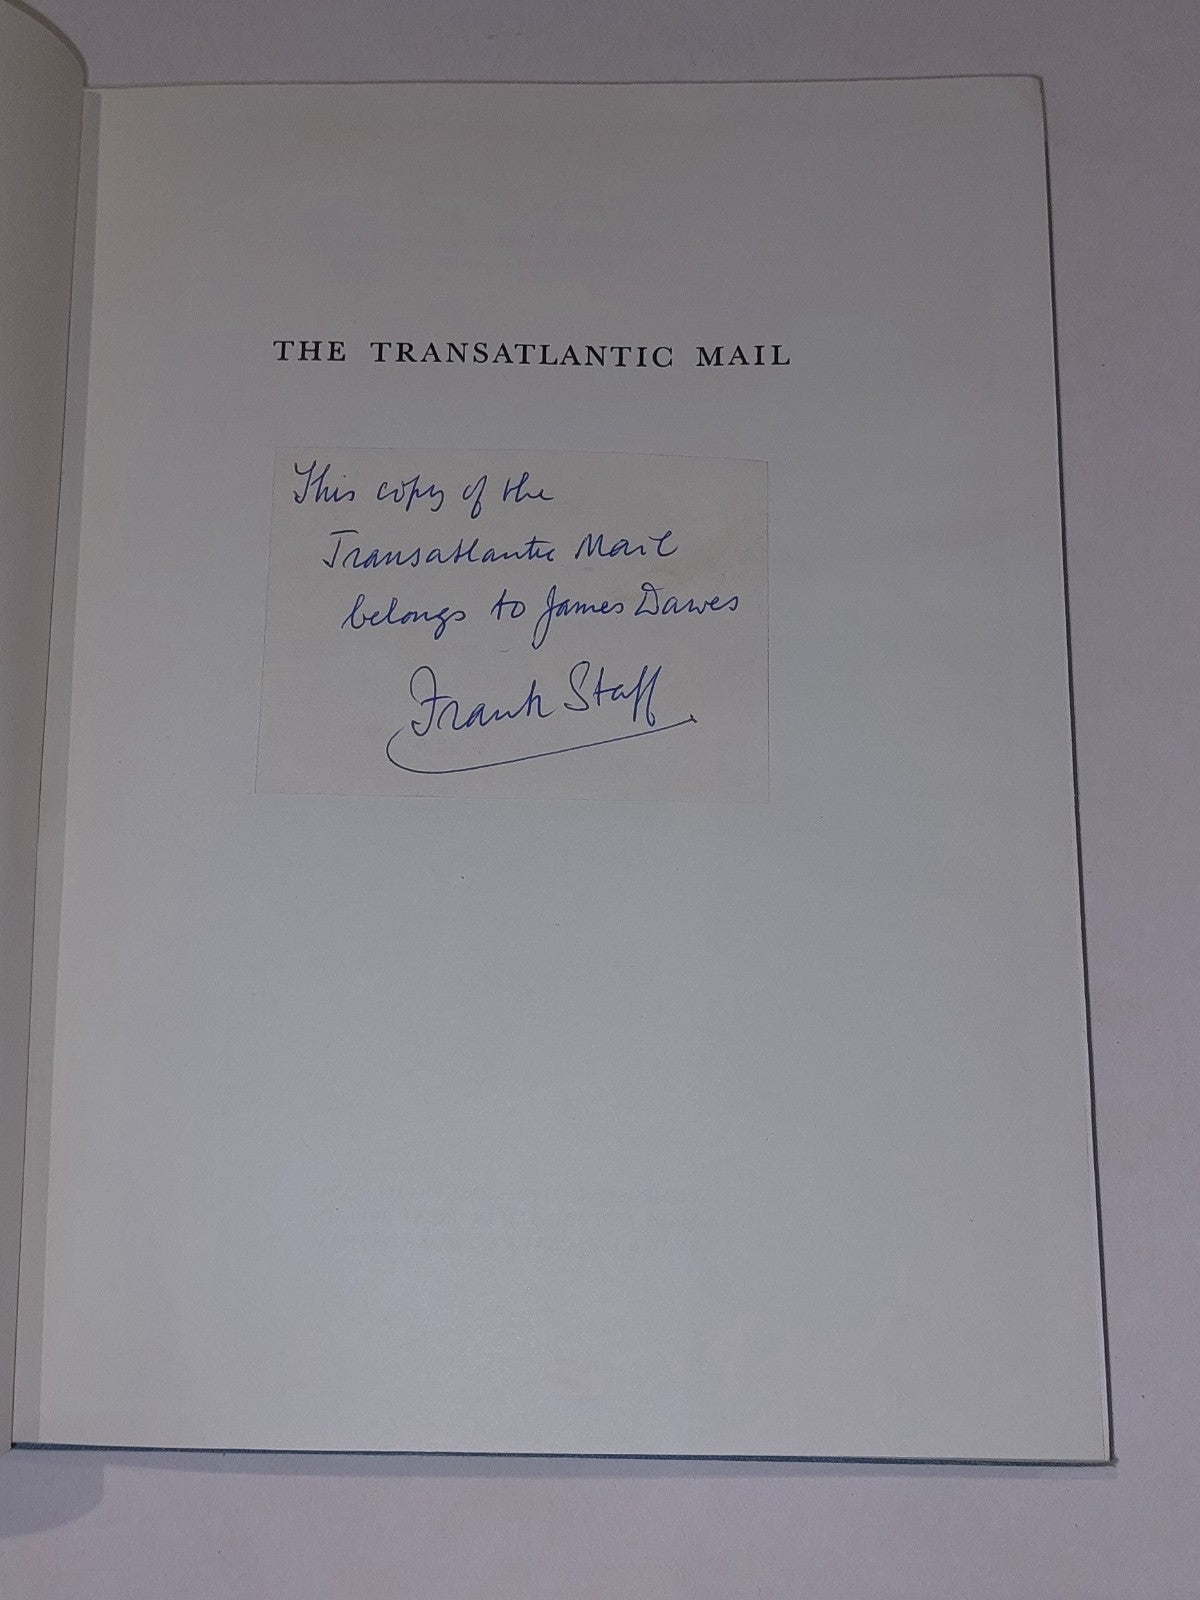 THE TRANSATLANTIC MAIL
This copy of the
Transatlantic Mail
belongs to James Dawes
Frank Staff